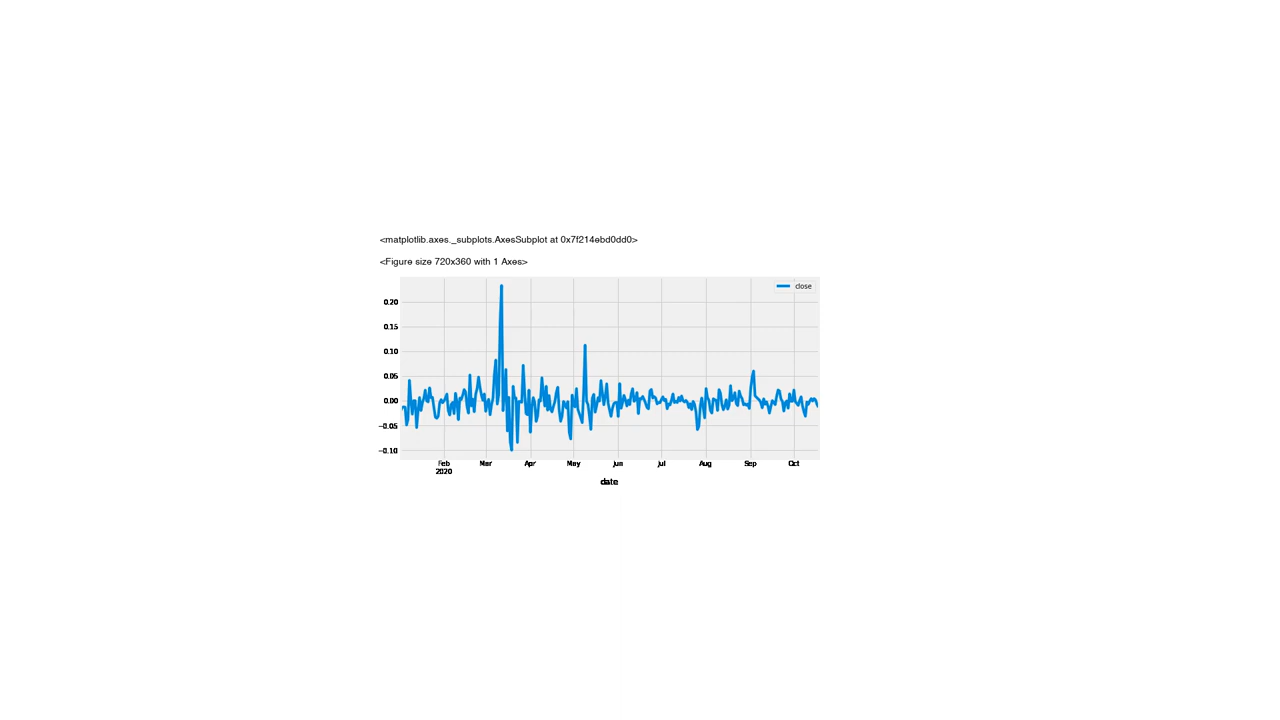 <matplotlib.axes._subplots.AxesSubplot at 0x7f214ebd0dd0>
<Figure size 720x360 with 1 Axes>
close
0.20
0.15
0.10
0.05
0.00
−0.05
−0.10
Feb Mar Apr May Jun Jul Aug Sep Oct
2020
date